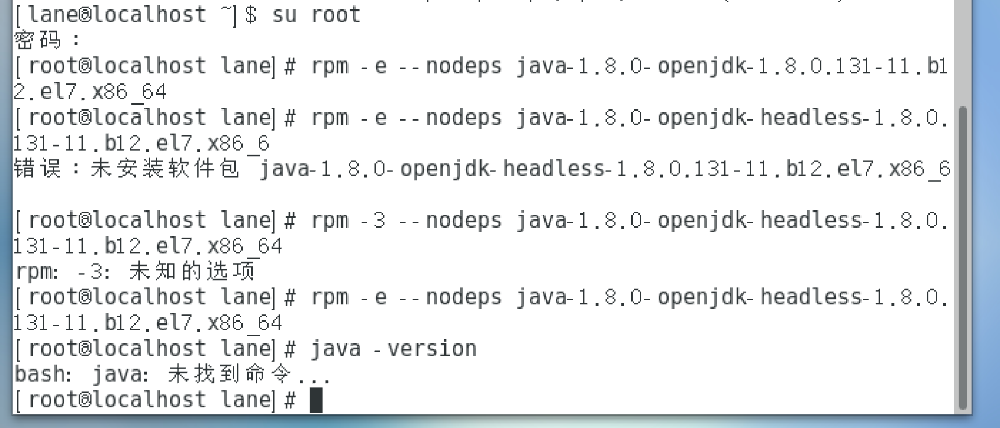 [lane@localhost ~]$ su root
密码：
[root@localhost lane]# rpm -e --nodeps java-1.8.0-openjdk-1.8.0.131-11.b1
2.el7.x86_64
[root@localhost lane]# rpm -e --nodeps java-1.8.0-openjdk-headless-1.8.0.
131-11.b12.el7.x86_6
错误：未安装软件包 java-1.8.0-openjdk-headless-1.8.0.131-11.b12.el7.x86_6
[root@localhost lane]# rpm -3 --nodeps java-1.8.0-openjdk-headless-1.8.0.
131-11.b12.el7.x86_64
rpm: -3: 未知的选项
[root@localhost lane]# rpm -e --nodeps java-1.8.0-openjdk-headless-1.8.0.
131-11.b12.el7.x86_64
[root@localhost lane]# java -version
bash: java: 未找到命令...
[root@localhost lane]#